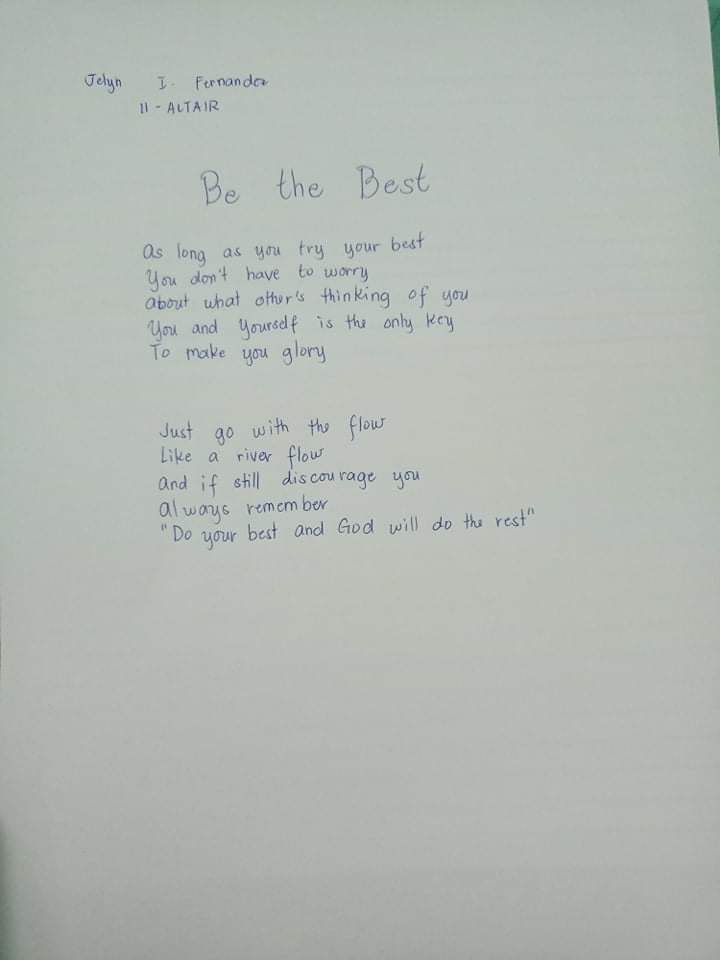 Jelyn I. Fernandez
11 - ALTAIR
Be the Best
As long as you try your best
You don't have to worry
about what other's thinking of you
You and yourself is the only key
To make you glory
Just go with the flow
Like a river flow
And if still discourage you
always remember
"Do your best and God will do the rest"